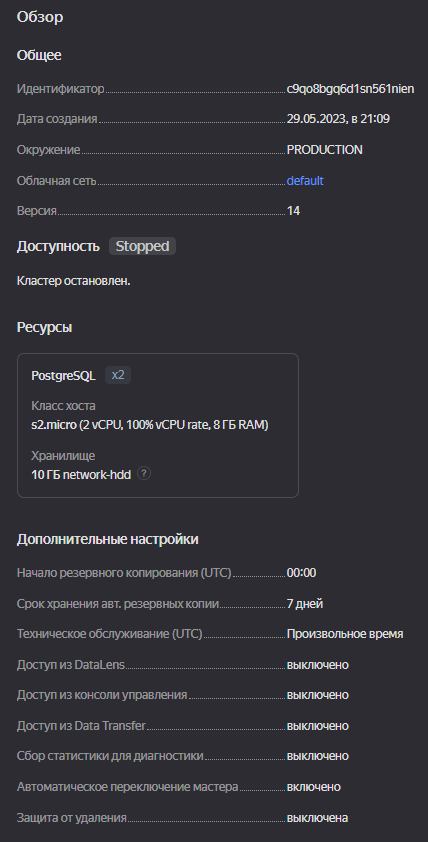 Обзор
Общее
Идентификатор c9qo8bgq6d1sn561nien
Дата создания 29.05.2023, в 21:09
Окружение PRODUCTION
Облачная сеть default
Версия 14
Доступность Stopped
Кластер остановлен.
Ресурсы
PostgreSQL x2
Класс хоста
s2.micro (2 vCPU, 100% vCPU rate, 8 ГБ RAM)
Хранилище
10 ГБ network-hdd ?
Дополнительные настройки
Начало резервного копирования (UTC) 00:00
Срок хранения авт. резервных копии 7 дней
Техническое обслуживание (UTC) Произвольное время
Доступ из DataLens выключено
Доступ из консоли управления выключено
Доступ из Data Transfer выключено
Сбор статистики для диагностики выключено
Автоматическое переключение мастера включено
Защита от удаления выключена